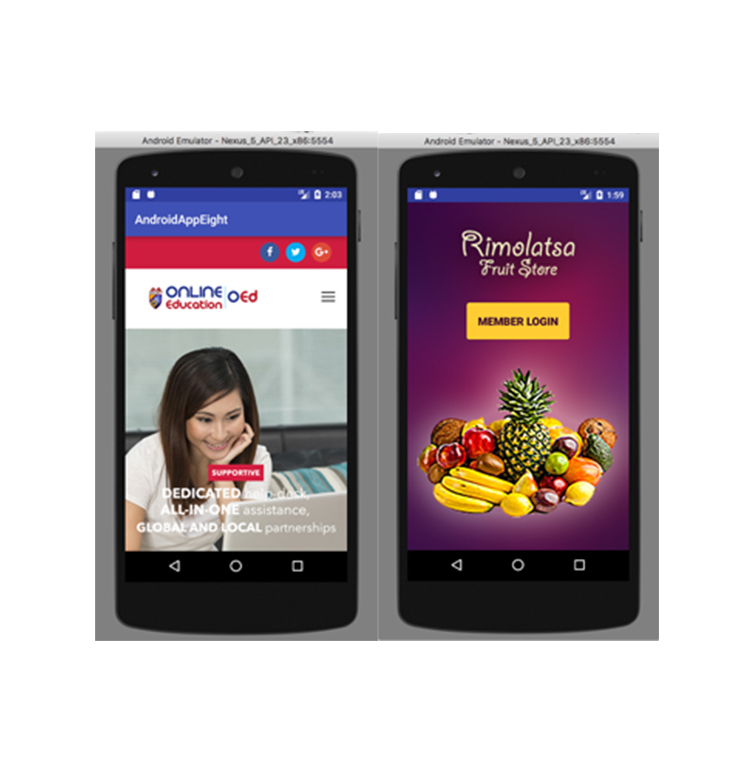 Android Emulator - Nexus_5_API_23_x86:5554
2:03
AndroidAppEight
f
G+
ONLINE
Education
OEd
SUPPORTIVE
DEDICATED help-desk,
ALL-IN-ONE assistance,
GLOBAL AND LOCAL partnerships
Android Emulator - Nexus_5_API_23_x86:5554
1:59
Rimolatsa
Fruit Store
MEMBER LOGIN